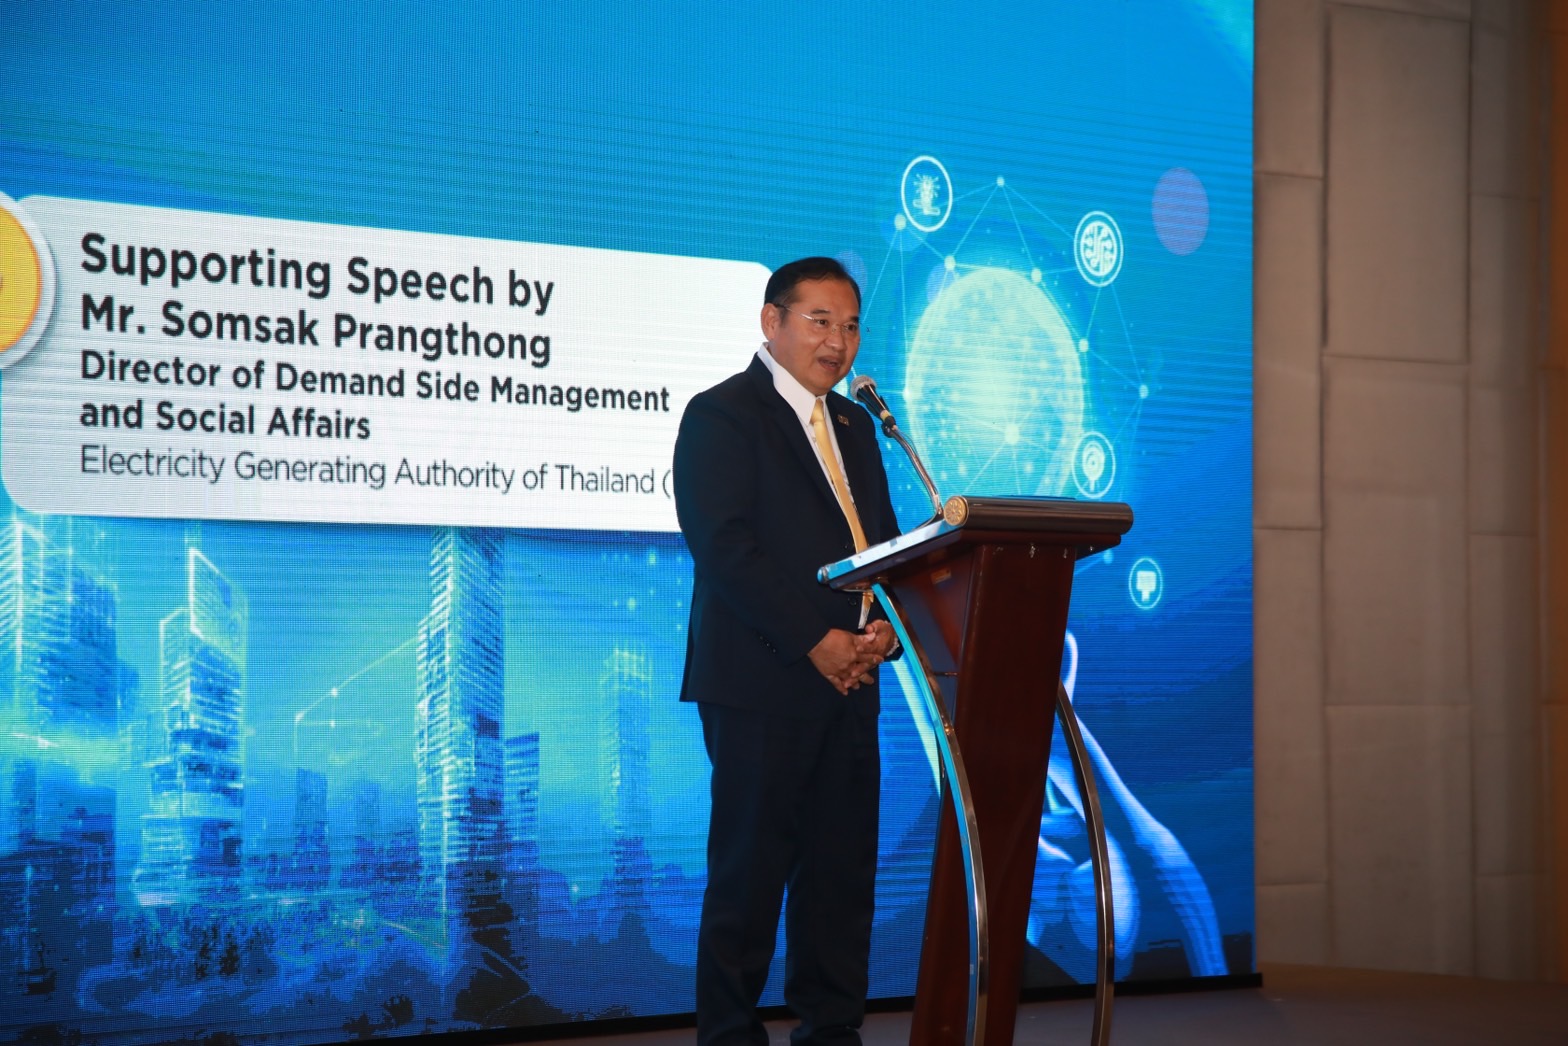 Supporting Speech by
Mr. Somsak Prangthong
Director of Demand Side Management
and Social Affairs
Electricity Generating Authority of Thailand (